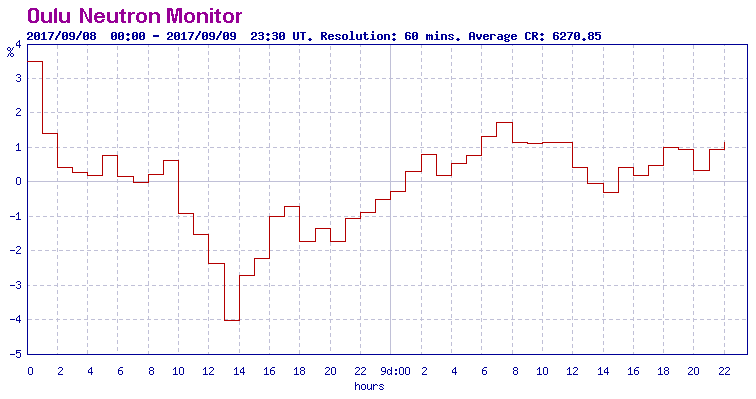 Oulu Neutron Monitor
2017/09/08  00:00 - 2017/09/09  23:30 UT. Resolution: 60 mins. Average CR: 6270.85
%
4
3
2
1
0
-1
-2
-3
-4
-5
0 2 4 6 8 10 12 14 16 18 20 22 9d:00 2 4 6 8 10 12 14 16 18 20 22
hours